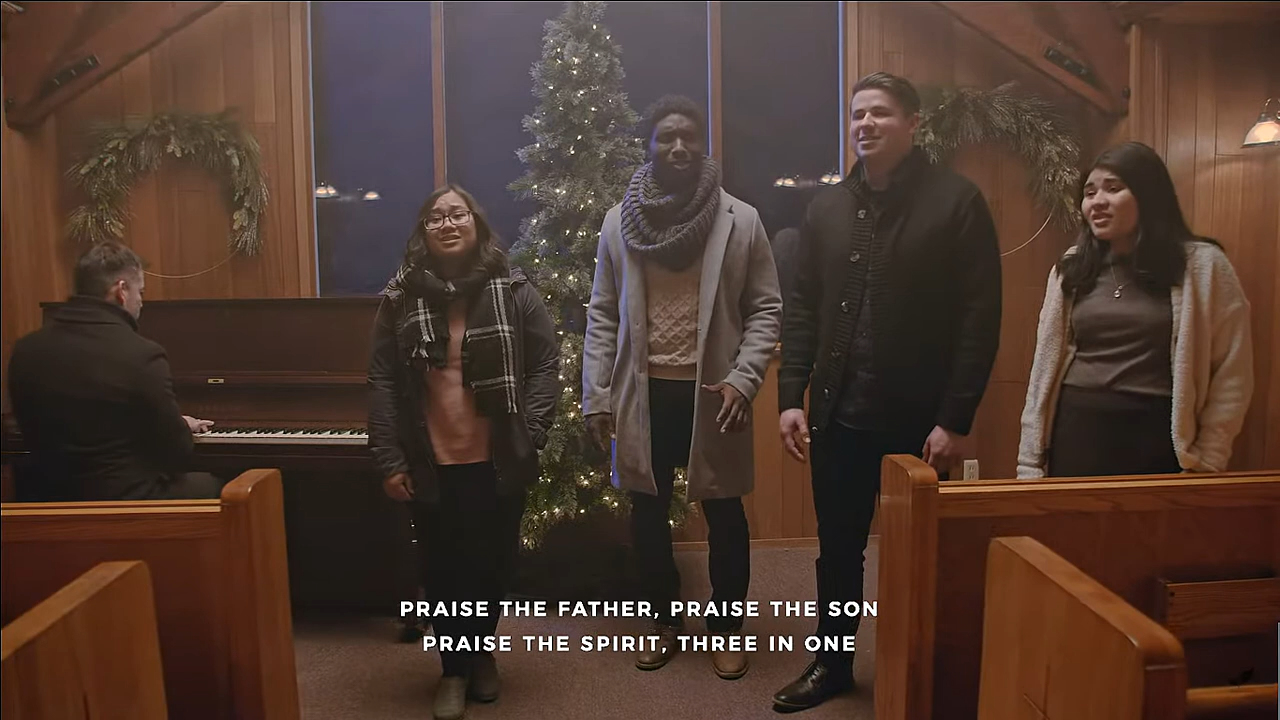 PRAISE THE FATHER, PRAISE THE SON
PRAISE THE SPIRIT, THREE IN ONE